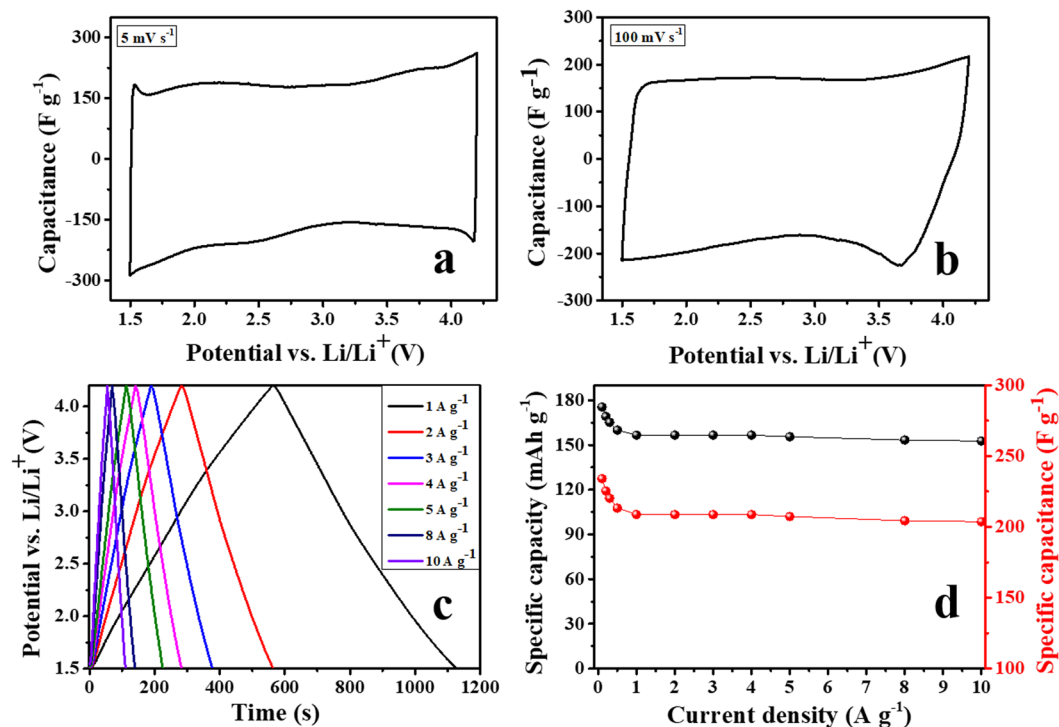 5 mV s⁻¹
300
150
0
-150
-300
Capacitance (F g⁻¹)
a
1.5 2.0 2.5 3.0 3.5 4.0
Potential vs. Li/Li⁺(V)
100 mV s⁻¹
300
200
100
0
-100
-200
-300
Capacitance (F g⁻¹)
b
1.5 2.0 2.5 3.0 3.5 4.0
Potential vs. Li/Li⁺(V)
4.0
3.5
3.0
2.5
2.0
1.5
Potential vs. Li/Li⁺ (V)
1 A g⁻¹
2 A g⁻¹
3 A g⁻¹
4 A g⁻¹
5 A g⁻¹
8 A g⁻¹
10 A g⁻¹
c
0 200 400 600 800 1000 1200
Time (s)
180
150
120
90
60
30
0
Specific capacity (mAh g⁻¹)
d
300
250
200
150
100
Specific capacitance (F g⁻¹)
0 1 2 3 4 5 6 7 8 9 10
Current density (A g⁻¹)